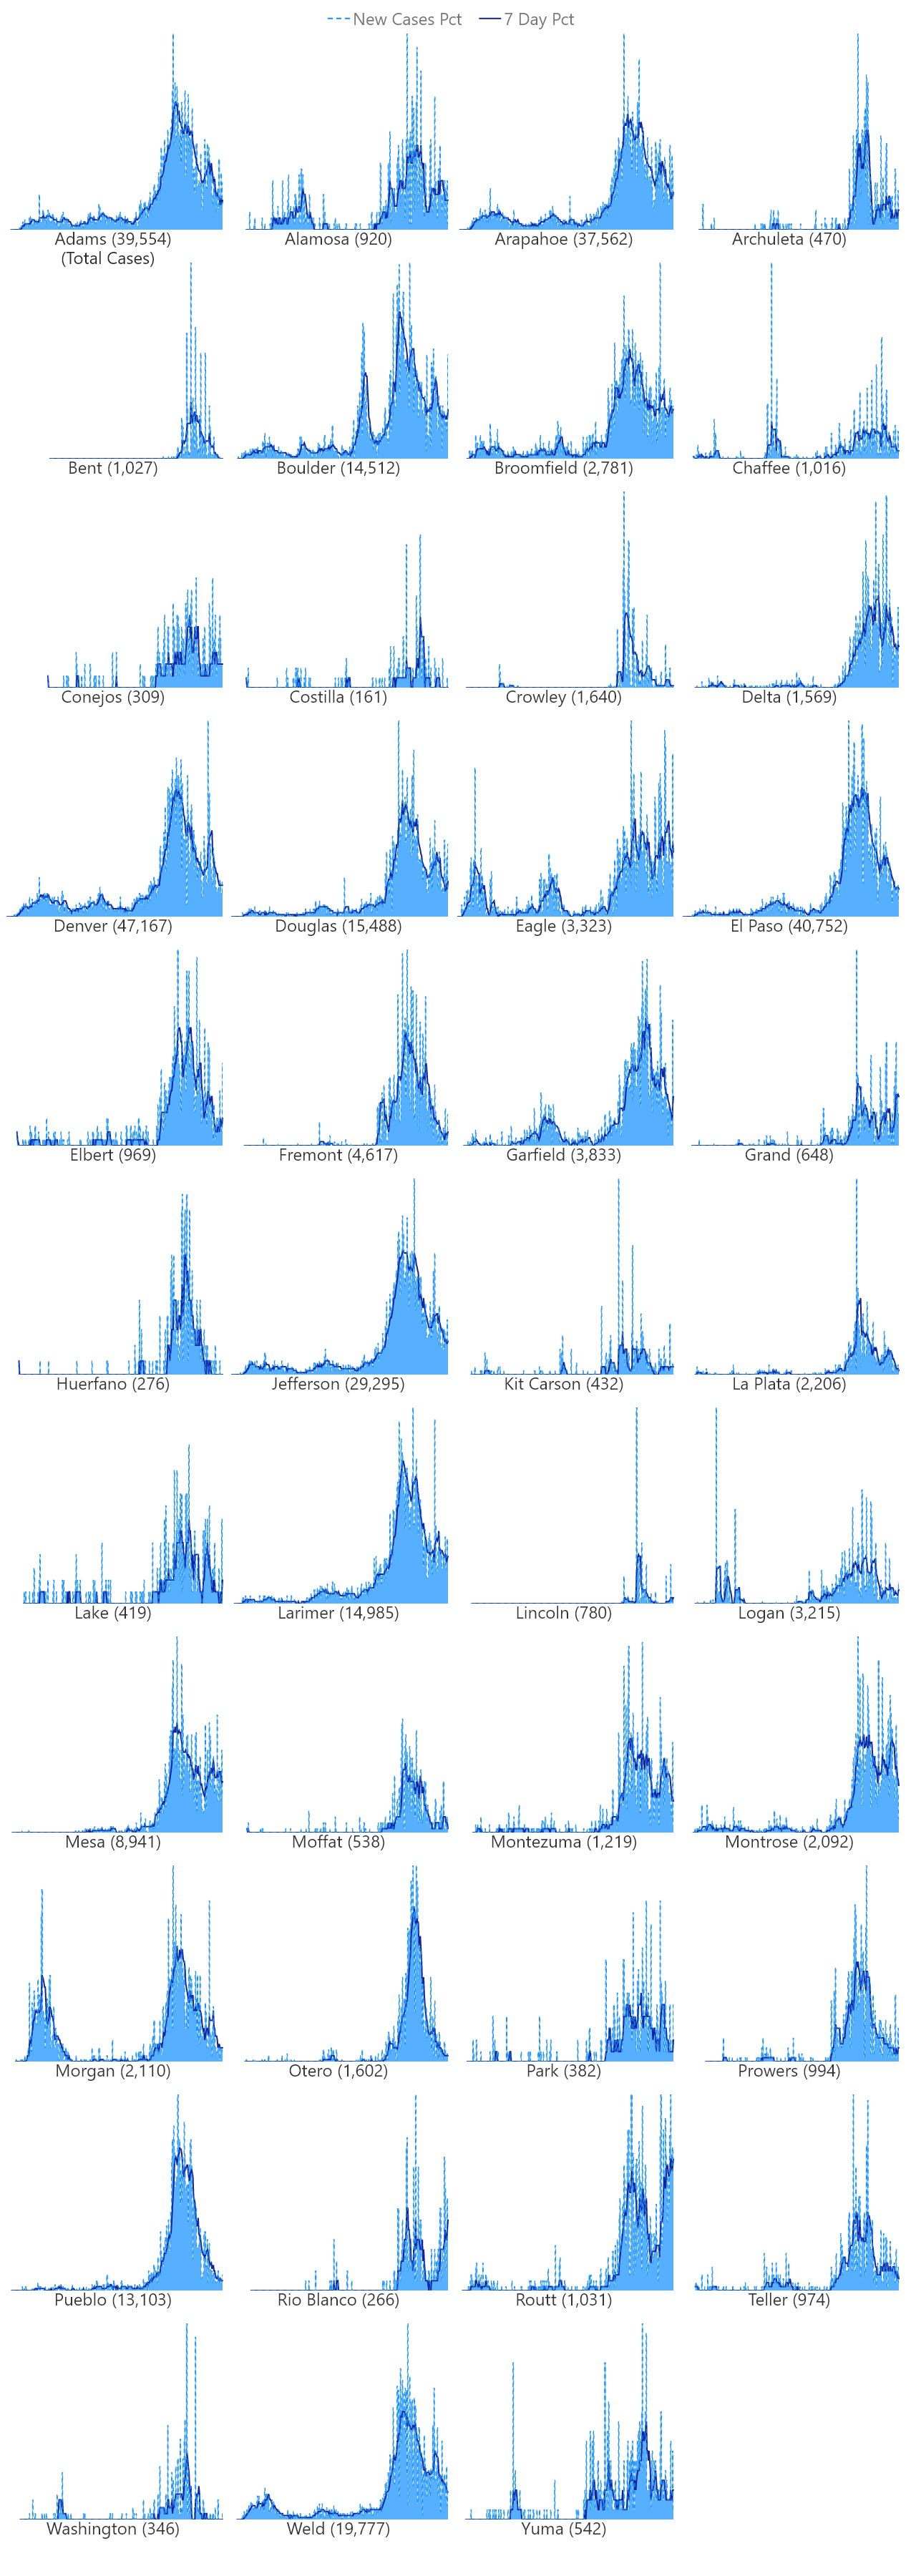 New Cases Pct 7 Day Pct
Adams (39,554) Alamosa (920) Arapahoe (37,562) Archuleta (470)
(Total Cases)
Bent (1,027) Boulder (14,512) Broomfield (2,781) Chaffee (1,016)
Conejos (309) Costilla (161) Crowley (1,640) Delta (1,569)
Denver (47,167) Douglas (15,488) Eagle (3,323) El Paso (40,752)
Elbert (969) Fremont (4,617) Garfield (3,833) Grand (648)
Huerfano (276) Jefferson (29,295) Kit Carson (432) La Plata (2,206)
Lake (419) Larimer (14,985) Lincoln (780) Logan (3,215)
Mesa (8,941) Moffat (538) Montezuma (1,219) Montrose (2,092)
Morgan (2,110) Otero (1,602) Park (382) Prowers (994)
Pueblo (13,103) Rio Blanco (266) Routt (1,031) Teller (974)
Washington (346) Weld (19,777) Yuma (542)